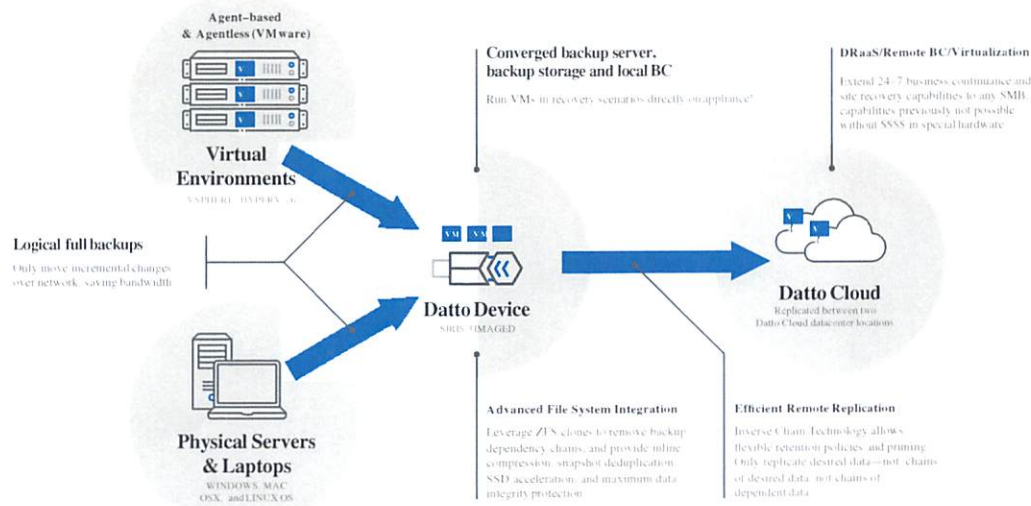 Agent-based
& Agentless (VMware)
Virtual
Environments
VSPHERE, HYPERV,
Logical full backups
Only move incremental changes
over network, saving bandwidth
Physical Servers
& Laptops
WINDOWS, MAC
OSX, and LINUX OS
Converged backup server,
backup storage and local BC
Run VMs in recovery scenarios directly on appliance*
VM VM
Datto Device
SIRIS
Advanced File System Integration
Leverage ZFS clones to remove backup
dependency chains, and provide inline
compression, snapshot deduplication,
SSD acceleration, and maximum data
integrity protection
DRaaS/Remote BC/Virtualization
Extend 24-7 business continuance and
site recovery capabilities to any SMB,
capabilities previously not possible
without $$$$ in special hardware
V
V
Datto Cloud
Replicated between two
Datto Cloud datacenter locations
Efficient Remote Replication
Inverse Chain Technology allows
flexible retention policies and pruning
Only replicate desired data—not chains
of desired data, not chains of
dependent data